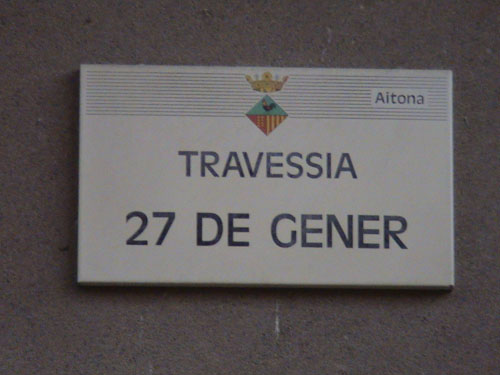 Aitona
TRAVESSIA
27 DE GENER